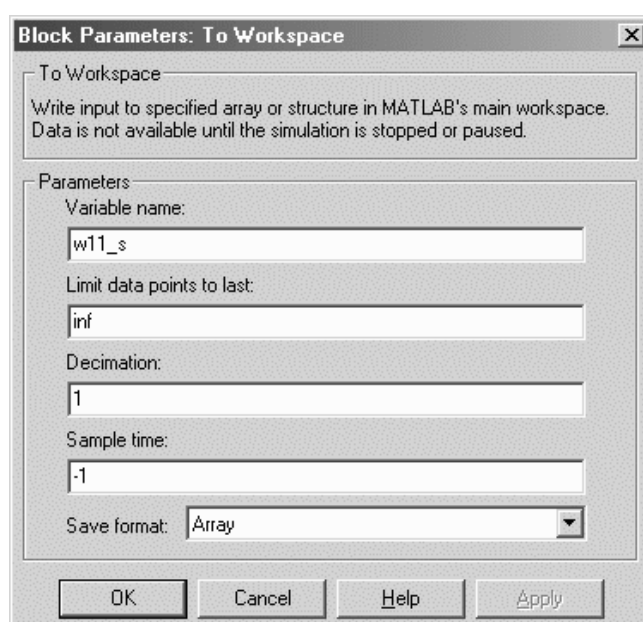 Block Parameters: To Workspace
To Workspace
Write input to specified array or structure in MATLAB's main workspace.
Data is not available until the simulation is stopped or paused.
Parameters
Variable name:
w11_s
Limit data points to last:
inf
Decimation:
1
Sample time:
-1
Save format: Array
OK Cancel Help Apply